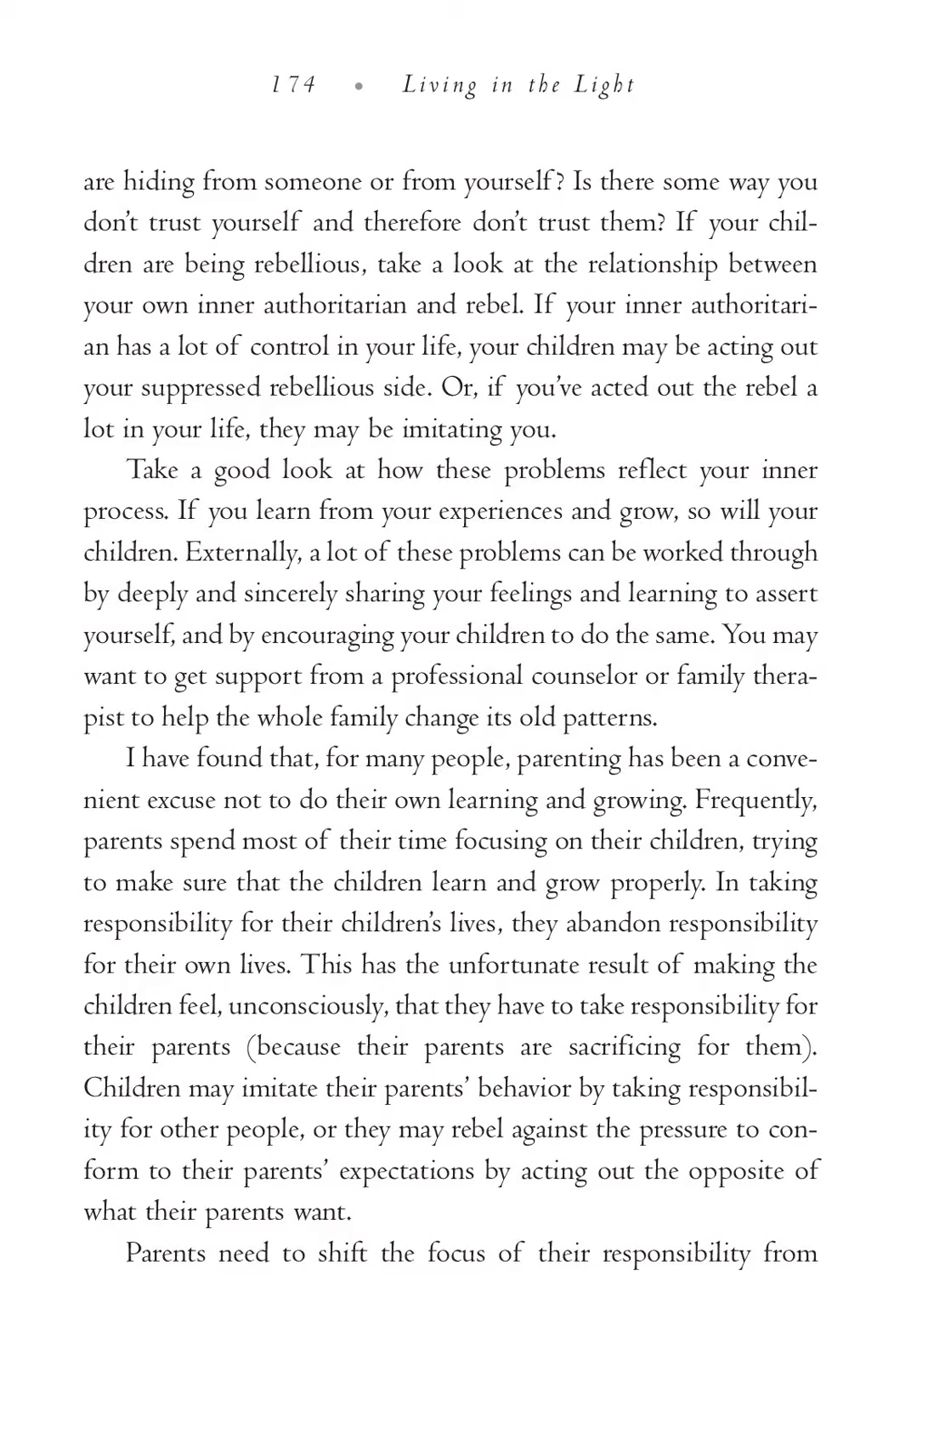 174 • Living in the Light
are hiding from someone or from yourself? Is there some way you
don't trust yourself and therefore don't trust them? If your chil-
dren are being rebellious, take a look at the relationship between
your own inner authoritarian and rebel. If your inner authoritari-
an has a lot of control in your life, your children may be acting out
your suppressed rebellious side. Or, if you've acted out the rebel a
lot in your life, they may be imitating you.
Take a good look at how these problems reflect your inner
process. If you learn from your experiences and grow, so will your
children. Externally, a lot of these problems can be worked through
by deeply and sincerely sharing your feelings and learning to assert
yourself, and by encouraging your children to do the same. You may
want to get support from a professional counselor or family thera-
pist to help the whole family change its old patterns.
I have found that, for many people, parenting has been a conve-
nient excuse not to do their own learning and growing. Frequently,
parents spend most of their time focusing on their children, trying
to make sure that the children learn and grow properly. In taking
responsibility for their children's lives, they abandon responsibility
for their own lives. This has the unfortunate result of making the
children feel, unconsciously, that they have to take responsibility for
their parents (because their parents are sacrificing for them).
Children may imitate their parents' behavior by taking responsibil-
ity for other people, or they may rebel against the pressure to con-
form to their parents' expectations by acting out the opposite of
what their parents want.
Parents need to shift the focus of their responsibility from